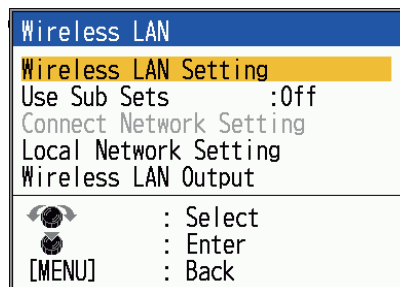 Wireless LAN
Wireless LAN Setting
Use Sub Sets :Off
Connect Network Setting
Local Network Setting
Wireless LAN Output
: Select
: Enter
[MENU] : Back